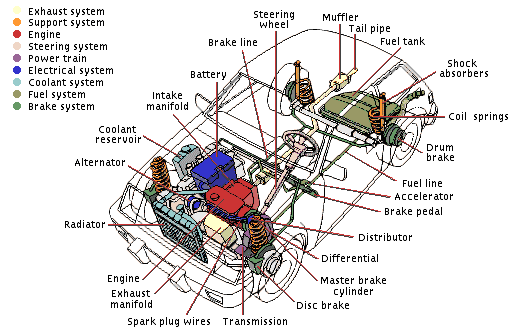 Exhaust system
Support system
Engine
Steering system
Power train
Electrical system
Coolant system
Fuel system
Brake system
Steering
wheel
Muffler
Tail pipe
Brake line
Fuel tank
Shock
absorbers
Battery
Intake
manifold
Coil springs
Coolant
reservoir
Drum
brake
Alternator
Fuel line
Accelerator
Brake pedal
Radiator
Distributor
Differential
Engine
Master brake
cylinder
Exhaust
manifold
Disc brake
Spark plug wires
Transmission